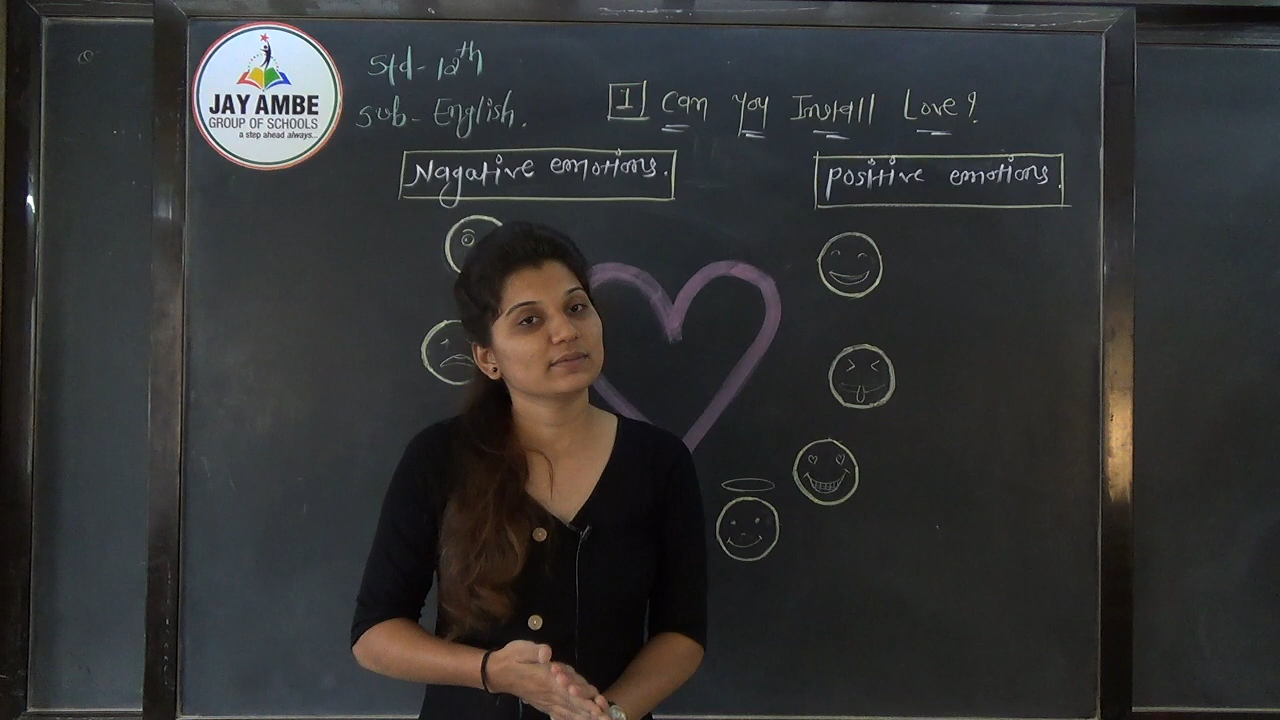 JAY AMBE
GROUP OF SCHOOLS
a step ahead always...
Std-12th
Sub-English.
1 Can you Install Love?
Nagative emotions.
positive emotions.